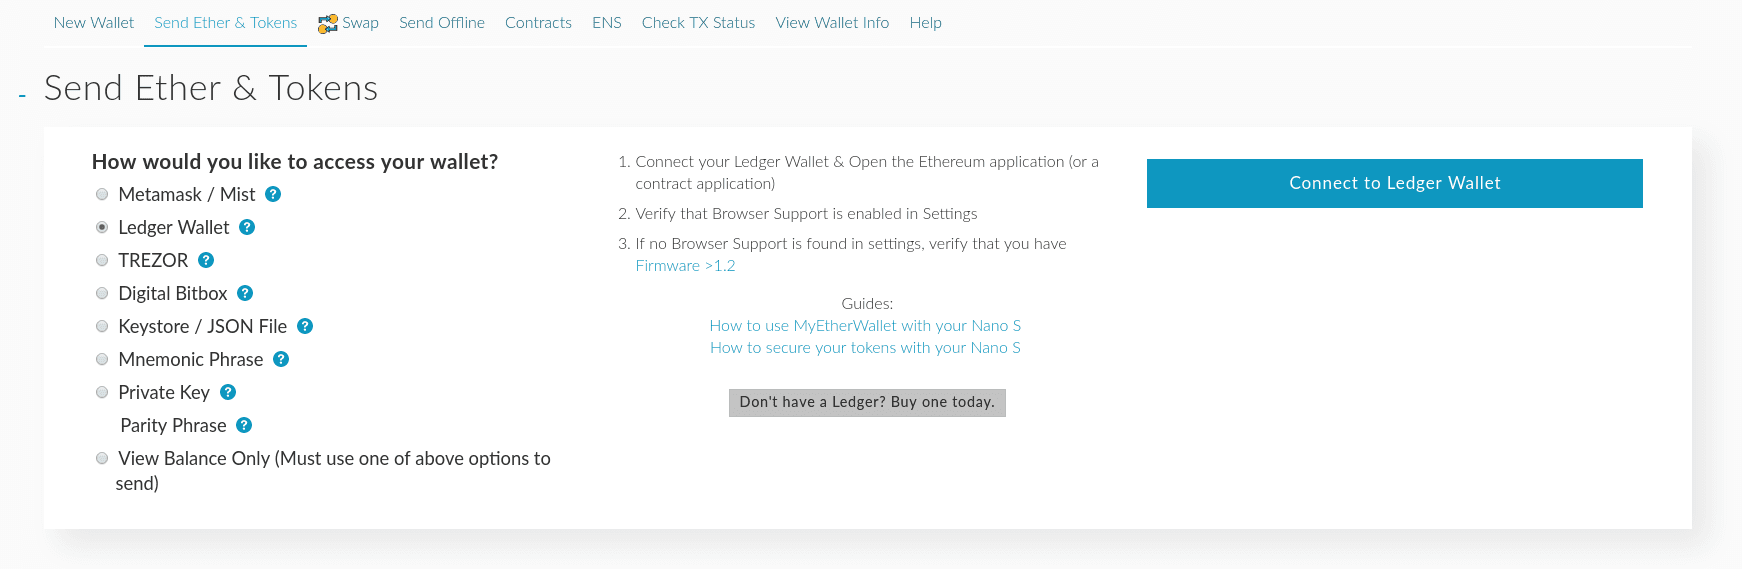 New Wallet Send Ether & Tokens Swap Send Offline Contracts ENS Check TX Status View Wallet Info Help
- Send Ether & Tokens
How would you like to access your wallet?
Metamask / Mist ?
Ledger Wallet ?
TREZOR ?
Digital Bitbox ?
Keystore / JSON File ?
Mnemonic Phrase ?
Private Key ?
Parity Phrase ?
View Balance Only (Must use one of above options to
send)
1. Connect your Ledger Wallet & Open the Ethereum application (or a
contract application)
2. Verify that Browser Support is enabled in Settings
3. If no Browser Support is found in settings, verify that you have
Firmware >1.2
Guides:
How to use MyEtherWallet with your Nano S
How to secure your tokens with your Nano S
Don't have a Ledger? Buy one today.
Connect to Ledger Wallet